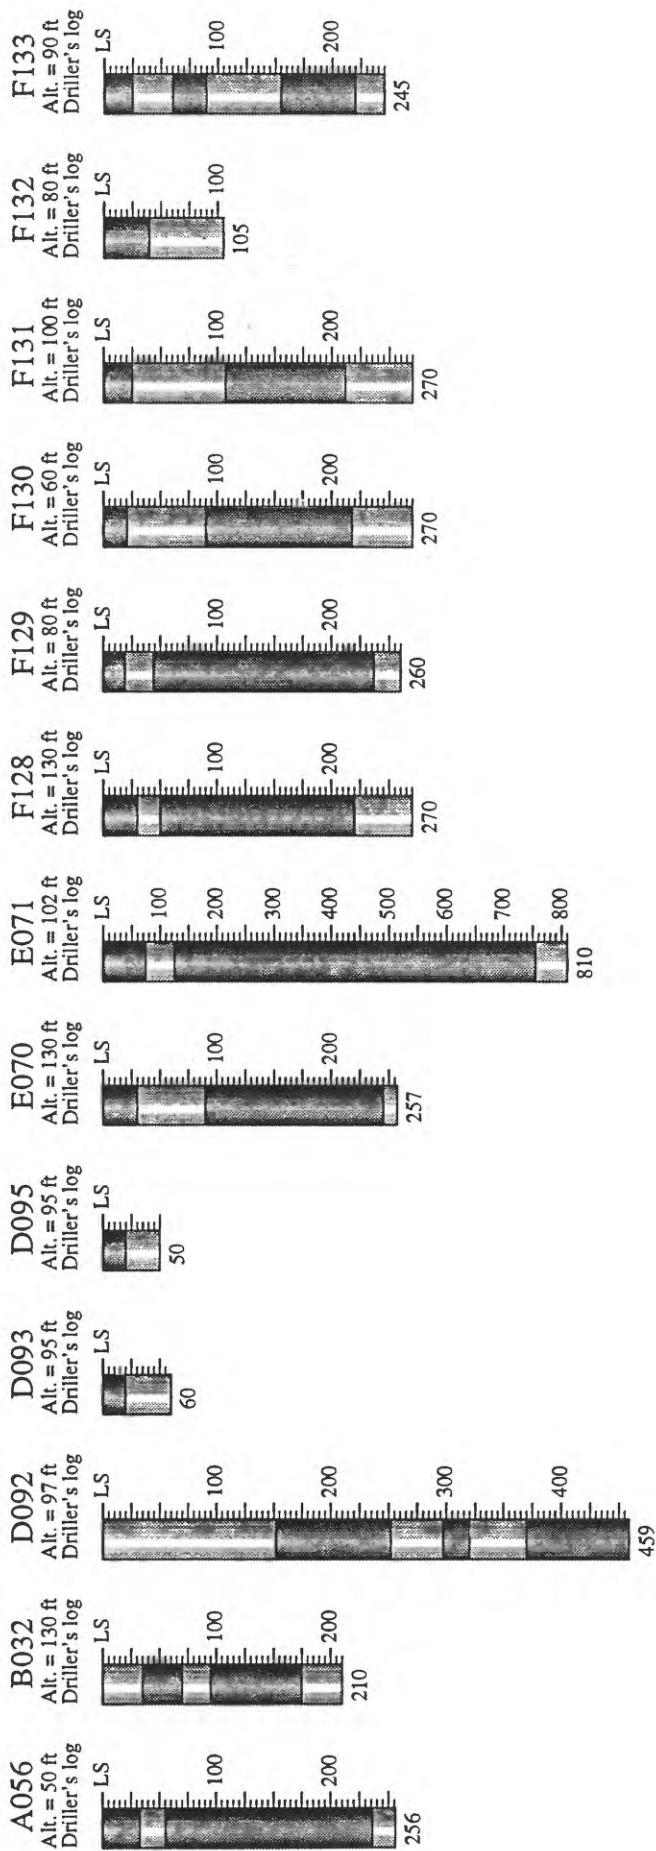 A056
Alt. = 50 ft
Driller's log
LS
100
200
256
B032
Alt. = 130 ft
Driller's log
LS
100
200
210
D092
Alt. = 97 ft
Driller's log
LS
100
200
300
400
459
D093
Alt. = 95 ft
Driller's log
LS
60
D095
Alt. = 95 ft
Driller's log
LS
50
E070
Alt. = 130 ft
Driller's log
LS
100
200
257
E071
Alt. = 102 ft
Driller's log
LS
100
200
300
400
500
600
700
800
810
F128
Alt. = 130 ft
Driller's log
LS
100
200
270
F129
Alt. = 80 ft
Driller's log
LS
100
200
260
F130
Alt. = 60 ft
Driller's log
LS
100
200
270
F131
Alt. = 100 ft
Driller's log
LS
100
200
270
F132
Alt. = 80 ft
Driller's log
LS
100
105
F133
Alt. = 90 ft
Driller's log
LS
100
200
245